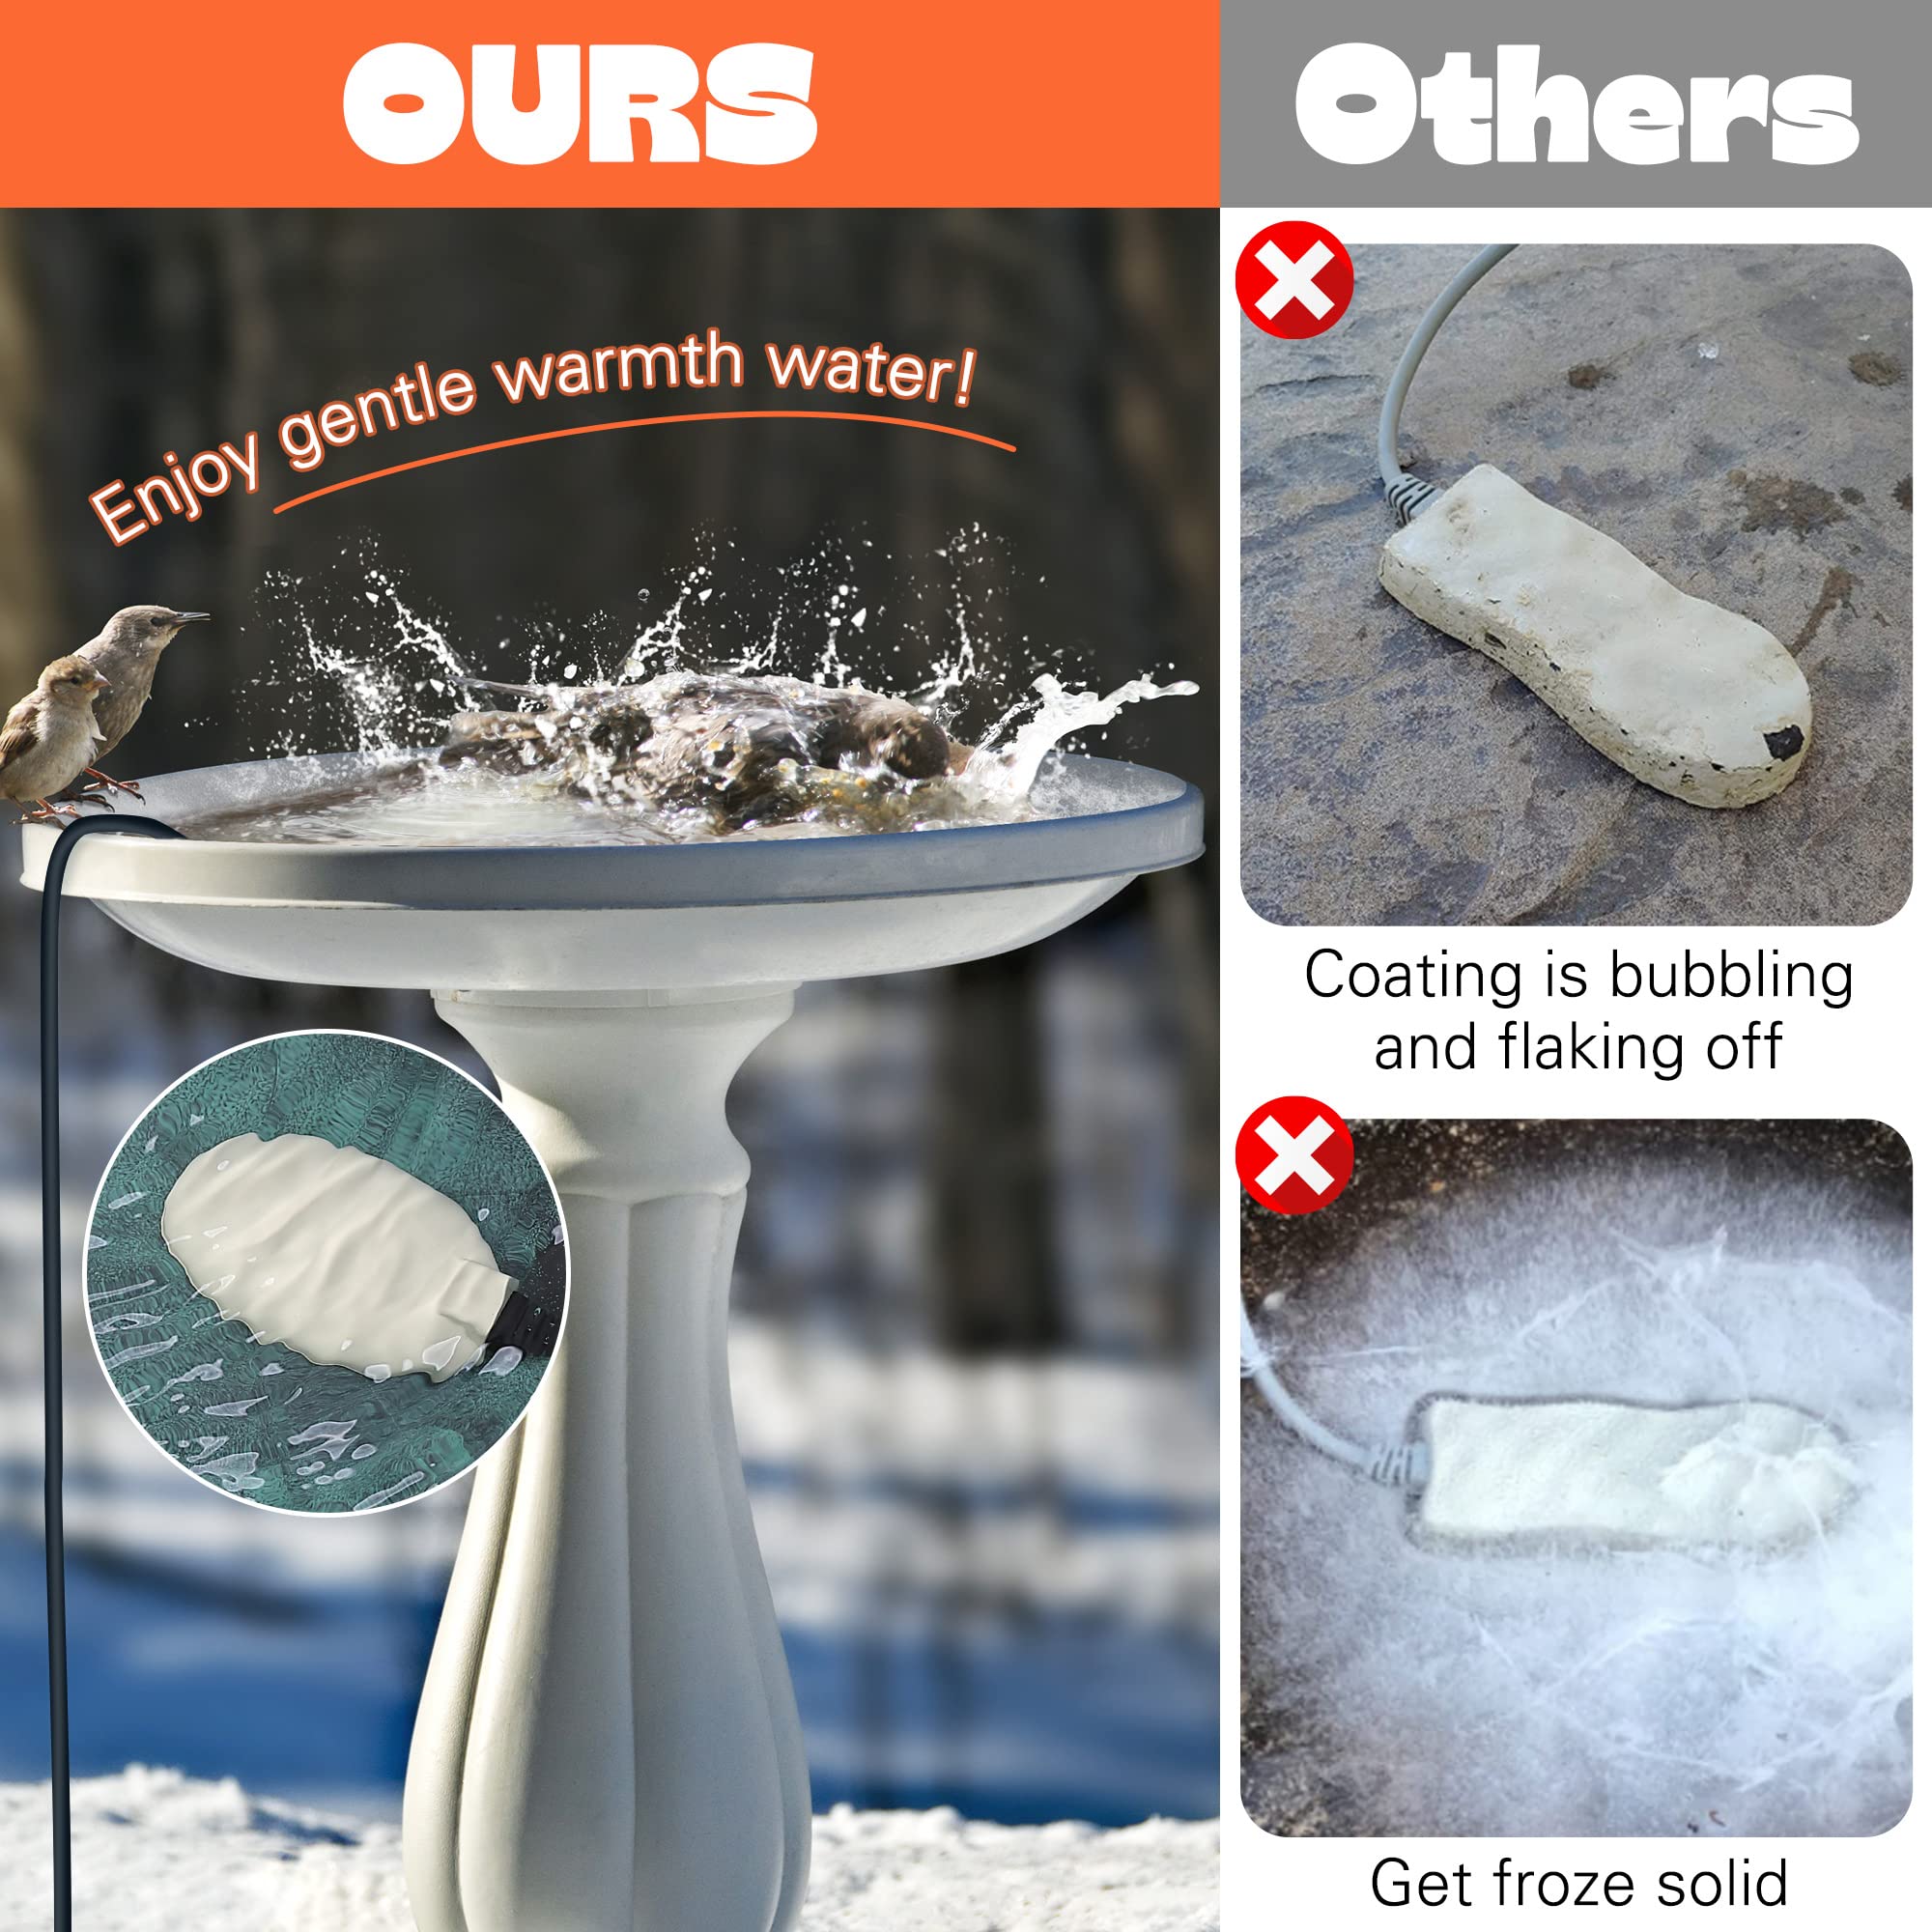 OURS
Others
Enjoy gentle warmth water!
Coating is bubbling
and flaking off
Get froze solid